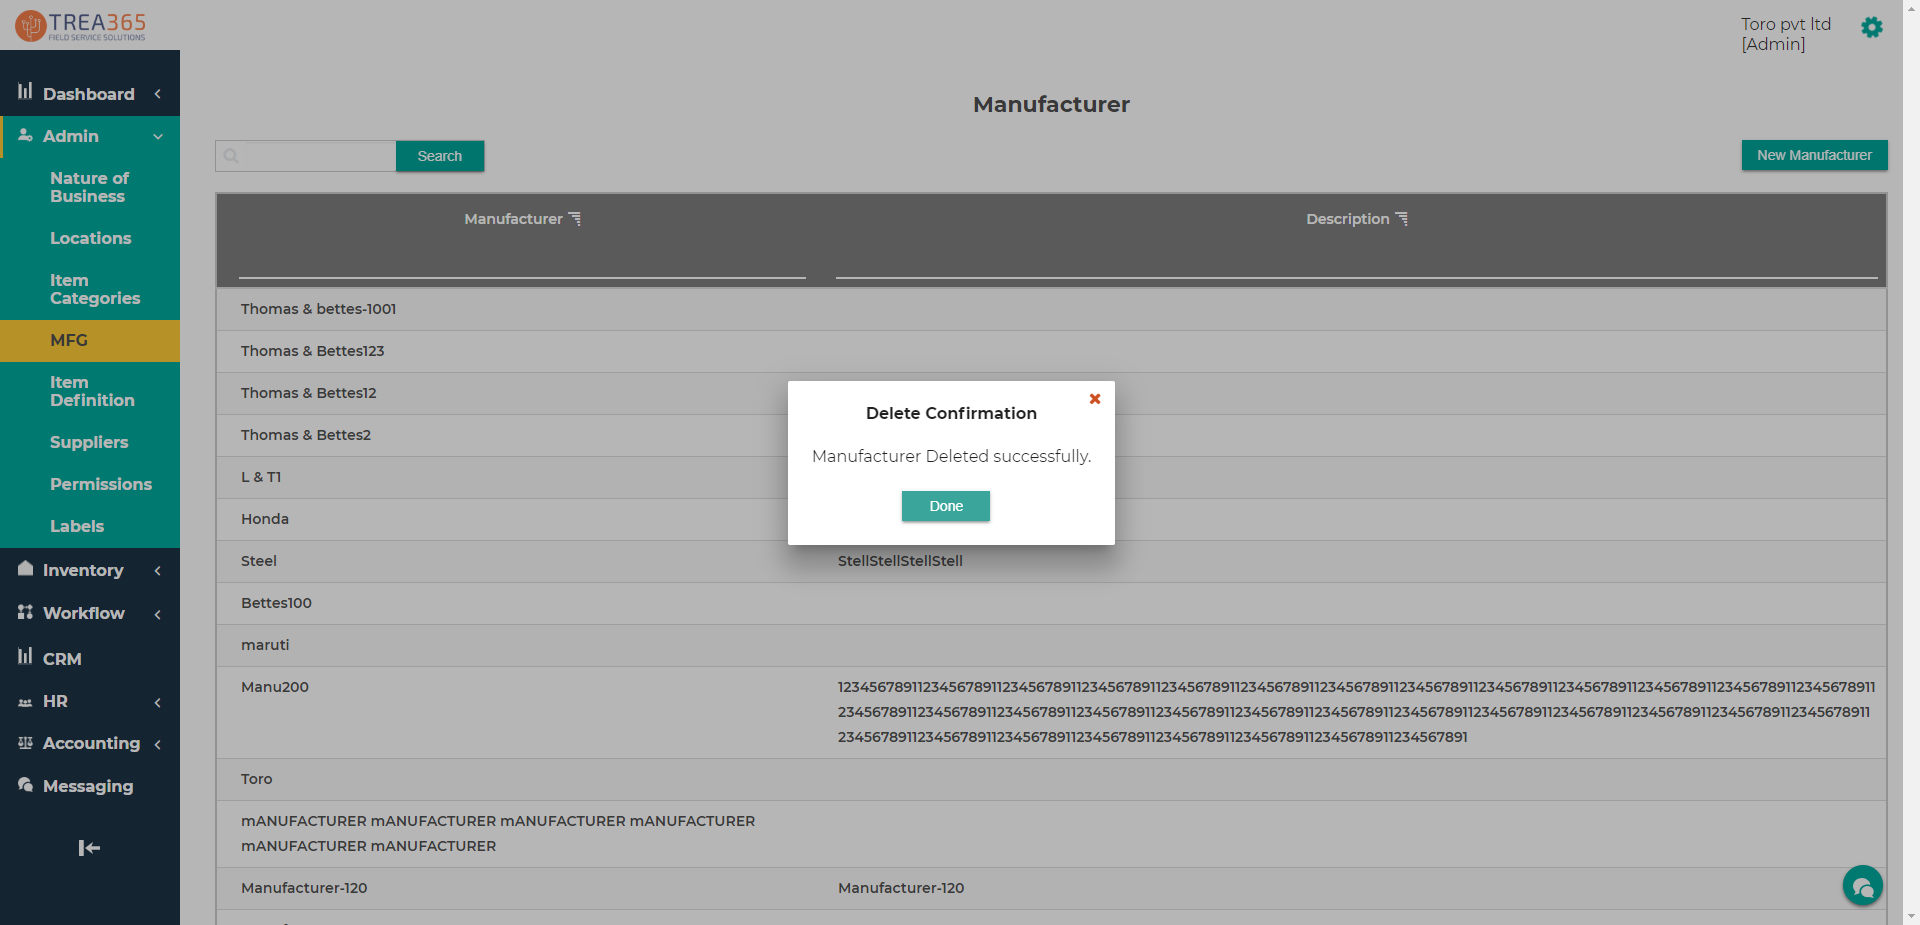 TREA365
FIELD SERVICE SOLUTIONS
Toro pvt ltd
[Admin]
Dashboard
Admin
Nature of
Business
Locations
Item
Categories
MFG
Item
Definition
Suppliers
Permissions
Labels
Inventory
Workflow
CRM
HR
Accounting
Messaging
Manufacturer
Search
New Manufacturer
Manufacturer
Description
Thomas & bettes-1001
Thomas & Bettes123
Thomas & Bettes12
Thomas & Bettes2
L & T1
Honda
Steel
StellStellStellStell
Bettes100
maruti
Manu200
12345678911234567891123456789112345678911234567891123456789112345678911234567891123456789112345678911234567891123456789112345678911
2345678911234567891123456789112345678911234567891123456789112345678911234567891123456789112345678911234567891123456789112345678911
2345678911234567891123456789112345678911234567891123456789112345678911234567891
Toro
mANUFACTURER mANUFACTURER mANUFACTURER mANUFACTURER
mANUFACTURER mANUFACTURER
Manufacturer-120
Manufacturer-120
Delete Confirmation
Manufacturer Deleted successfully.
Done